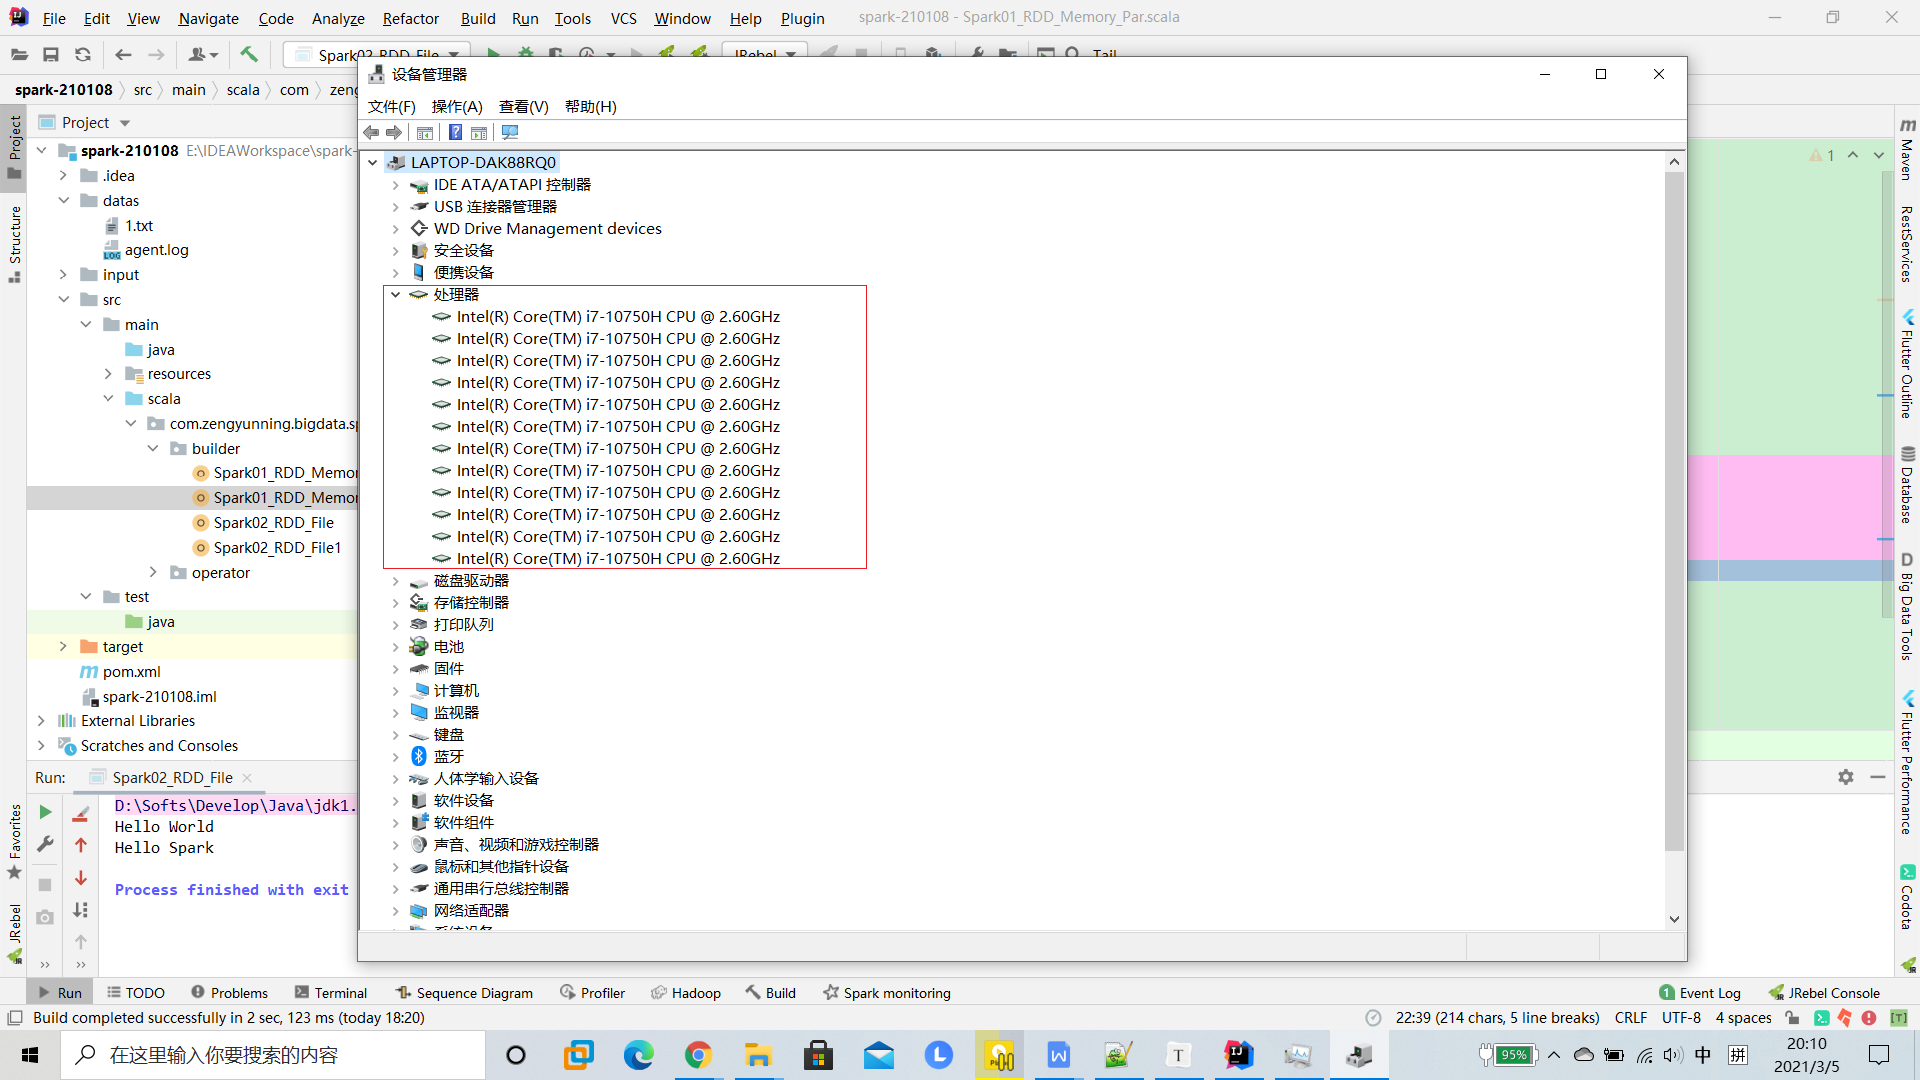 File Edit View Navigate Code Analyze Refactor Build Run Tools VCS Window Help Plugin spark-210108 - Spark01_RDD_Memory_Par.scala
Spark02_RDD_File JRebel Tail
spark-210108 src main scala com
Project
spark-210108 E:\IDEAWorkspace\spark-
.idea
datas
1.txt
agent.log
input
src
main
java
resources
scala
com.zengyunning.bigdata.sp
builder
Spark01_RDD_Memor
Spark01_RDD_Memor
Spark02_RDD_File
Spark02_RDD_File1
operator
test
java
target
pom.xml
spark-210108.iml
External Libraries
Scratches and Consoles
Project
Structure
Favorites
JRebel
设备管理器
文件(F) 操作(A) 查看(V) 帮助(H)
LAPTOP-DAK88RQ0
IDE ATA/ATAPI 控制器
USB 连接器管理器
WD Drive Management devices
安全设备
便携设备
处理器
Intel(R) Core(TM) i7-10750H CPU @ 2.60GHz
Intel(R) Core(TM) i7-10750H CPU @ 2.60GHz
Intel(R) Core(TM) i7-10750H CPU @ 2.60GHz
Intel(R) Core(TM) i7-10750H CPU @ 2.60GHz
Intel(R) Core(TM) i7-10750H CPU @ 2.60GHz
Intel(R) Core(TM) i7-10750H CPU @ 2.60GHz
Intel(R) Core(TM) i7-10750H CPU @ 2.60GHz
Intel(R) Core(TM) i7-10750H CPU @ 2.60GHz
Intel(R) Core(TM) i7-10750H CPU @ 2.60GHz
Intel(R) Core(TM) i7-10750H CPU @ 2.60GHz
Intel(R) Core(TM) i7-10750H CPU @ 2.60GHz
Intel(R) Core(TM) i7-10750H CPU @ 2.60GHz
磁盘驱动器
存储控制器
打印队列
电池
固件
计算机
监视器
键盘
蓝牙
人体学输入设备
软件设备
软件组件
声音、视频和游戏控制器
鼠标和其他指针设备
通用串行总线控制器
网络适配器
1
Maven
RestServices
Flutter Outline
Database
Big Data Tools
Flutter Performance
Codota
Run: Spark02_RDD_File
D:\Softs\Develop\Java\jdk1.
Hello World
Hello Spark
Process finished with exit
Run TODO Problems Terminal Sequence Diagram Profiler Hadoop Build Spark monitoring 1 Event Log JRebel Console
Build completed successfully in 2 sec, 123 ms (today 18:20) 22:39 (214 chars, 5 line breaks) CRLF UTF-8 4 spaces [T]
在这里输入你要搜索的内容 95% 中 拼 20:10
2021/3/5